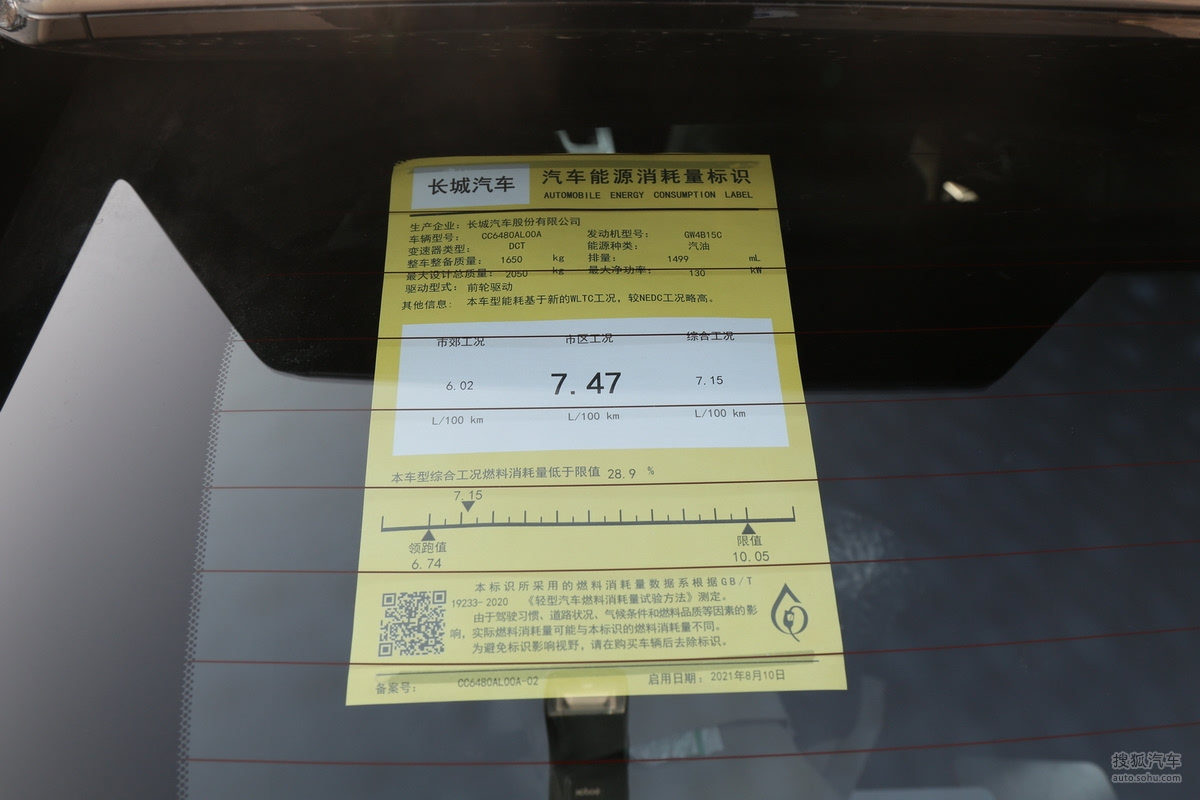 长城汽车
汽车能源消耗量标识
AUTOMOBILE ENERGY CONSUMPTION LABEL
生产企业: 长城汽车股份有限公司
车辆型号: CC6480AL00A 发动机型号: GW4B15C
变速器类型: DCT 能源种类: 汽油
整车整备质量: 1650 kg 排量: 1499 mL
最大设计总质量: 2050 kg 最大净功率: 130 kW
驱动型式: 前轮驱动
其他信息: 本车型能耗基于新的WLTC工况, 较NEDC工况略高。
市郊工况 市区工况 综合工况
6.02 7.47 7.15
L/100 km L/100 km L/100 km
本车型综合工况燃料消耗量低于限值 28.9 %
7.15
领跑值 限值
6.74 10.05
本标识所采用的燃料消耗量数据系根据GB/T
19233-2020 《轻型汽车燃料消耗量试验方法》测定。
由于驾驶习惯、道路状况、气候条件和燃料品质等因素的影
响, 实际燃料消耗量可能与本标识的燃料消耗量不同。
为避免标识影响视野, 请在购买车辆后去除标识。
备案号: CC6480AL00A-02 启用日期: 2021年8月10日
搜狐汽车
auto.sohu.com